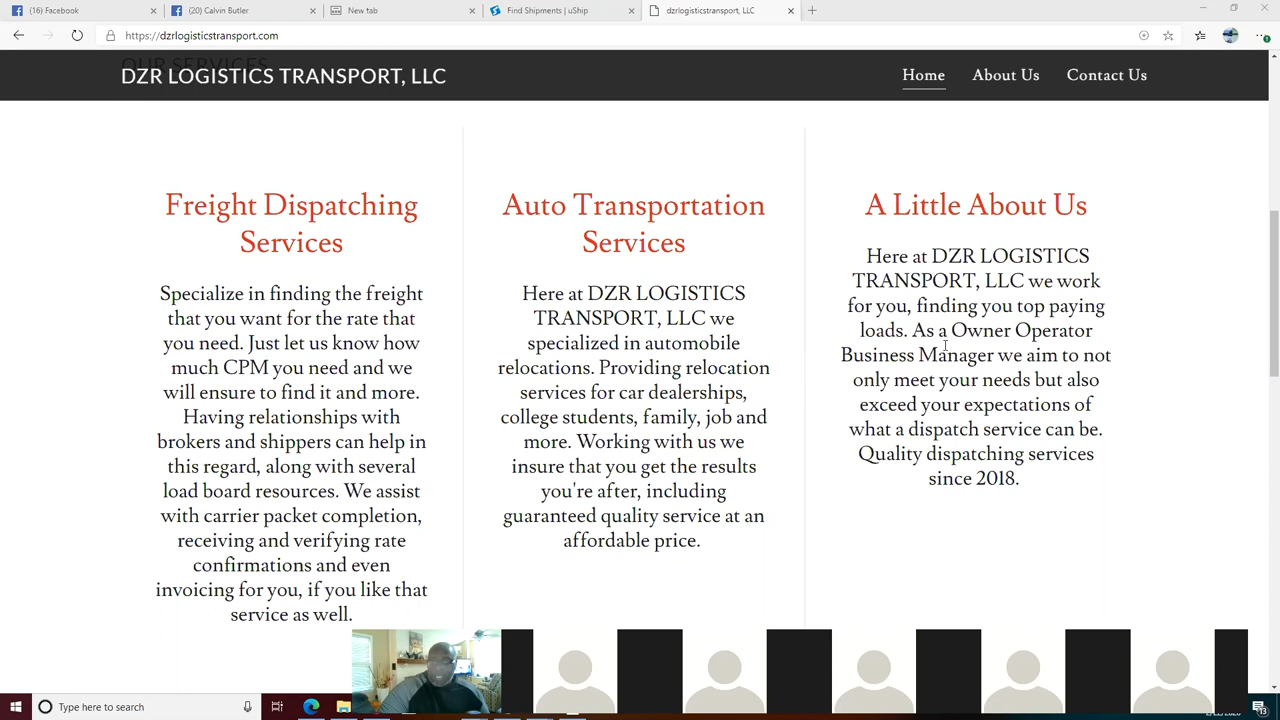 (16) Facebook
(20) Calvin Butler
New tab
Find Shipments | uShip
dzrlogisticstransport, LLC
https://dzrlogisticstransport.com
OUR SERVICES
DZR LOGISTICS TRANSPORT, LLC
Home
About Us
Contact Us
Freight Dispatching
Services
Specialize in finding the freight
that you want for the rate that
you need. Just let us know how
much CPM you need and we
will ensure to find it and more.
Having relationships with
brokers and shippers can help in
this regard, along with several
load board resources. We assist
with carrier packet completion,
receiving and verifying rate
confirmations and even
invoicing for you, if you like that
service as well.
Auto Transportation
Services
Here at DZR LOGISTICS
TRANSPORT, LLC we
specialized in automobile
relocations. Providing relocation
services for car dealerships,
college students, family, job and
more. Working with us we
insure that you get the results
you're after, including
guaranteed quality service at an
affordable price.
A Little About Us
Here at DZR LOGISTICS
TRANSPORT, LLC we work
for you, finding you top paying
loads. As a Owner Operator
Business Manager we aim to not
only meet your needs but also
exceed your expectations of
what a dispatch service can be.
Quality dispatching services
since 2018.
Type here to search